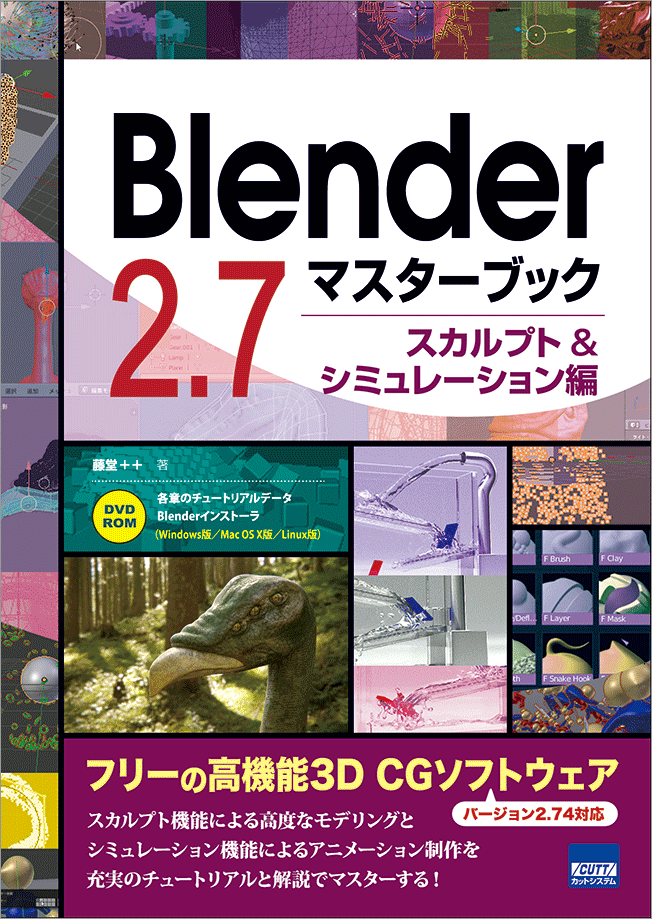 Blender
2.7
マスターブック
スカルプト &
シミュレーション編
藤堂++ 著
DVD
ROM
各章のチュートリアルデータ
Blenderインストーラ
(Windows版／Mac OS X版／Linux版)
F Brush
F Clay
F Layer
F Mask
F Snake Hook
フリーの高機能3D CGソフトウェア
バージョン2.74対応
スカルプト機能による高度なモデリングと
シミュレーション機能によるアニメーション制作を
充実のチュートリアルと解説でマスターする！
CUTT
カットシステム